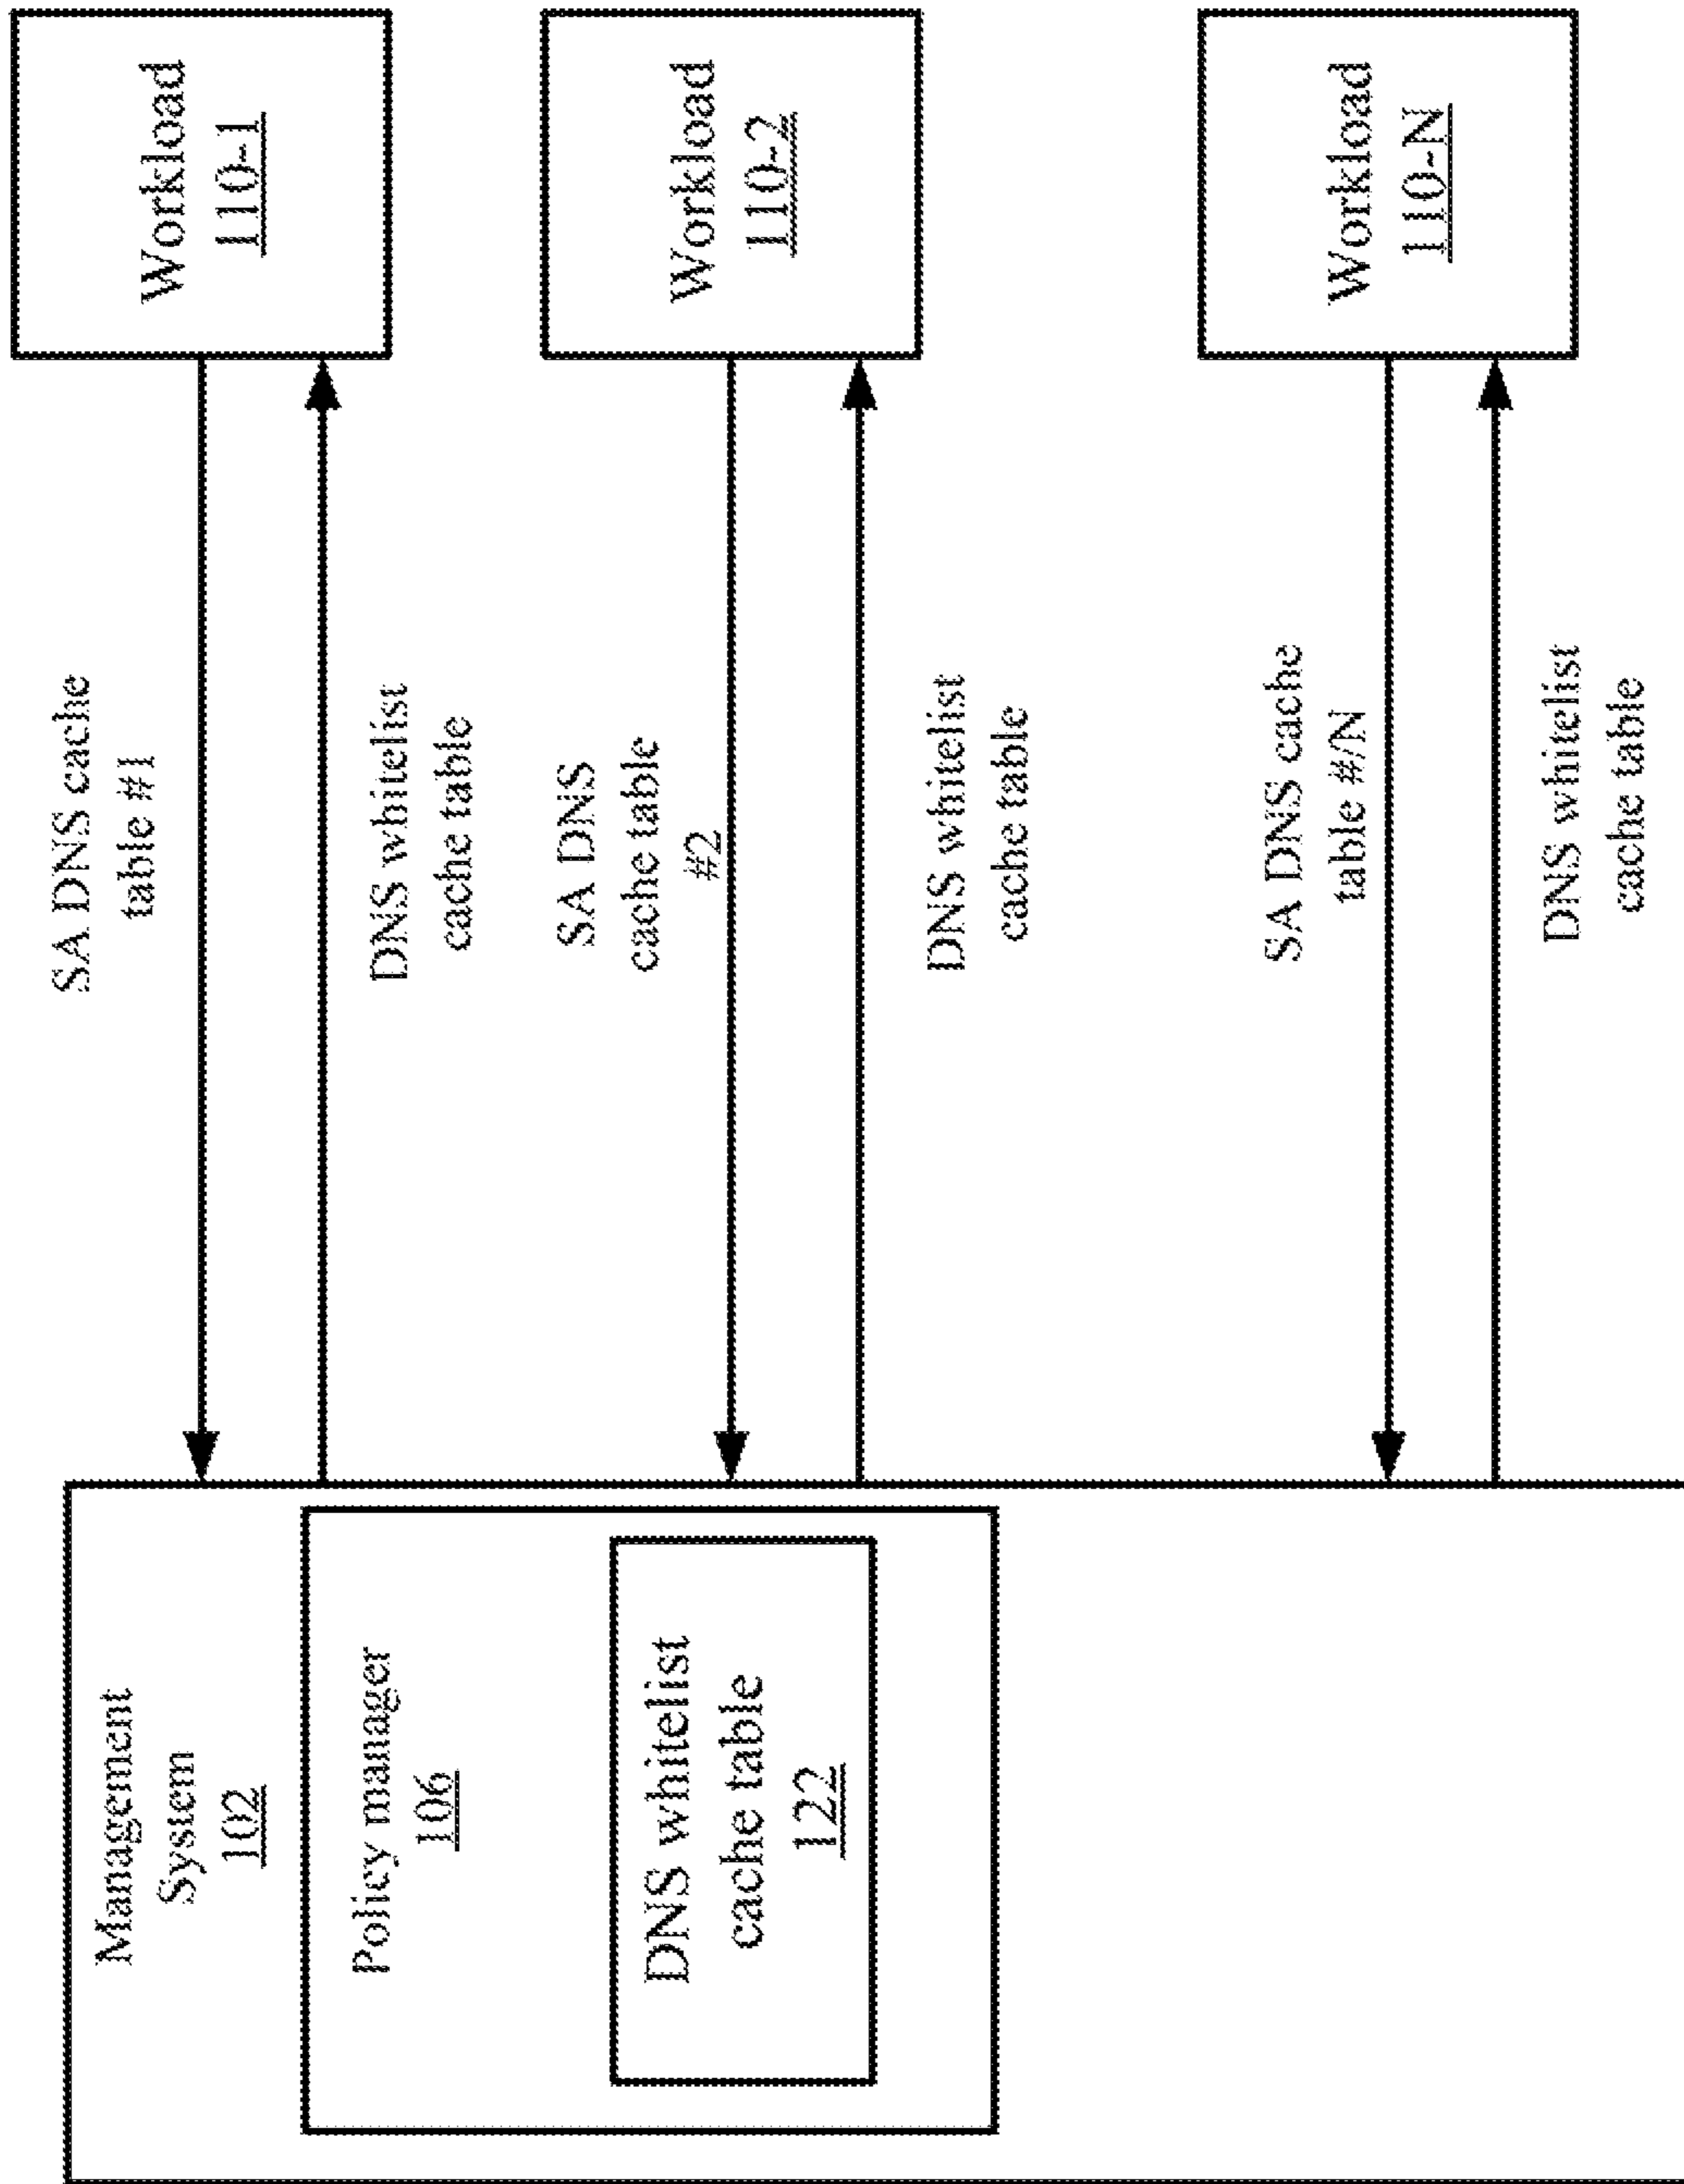 Management
System
102
Policy manager
106
DNS whitelist
cache table
122
SA DNS cache
table #1
DNS whitelist
cache table
SA DNS
cache table
#2
DNS whitelist
cache table
SA DNS cache
table #/N
DNS whitelist
cache table
Workload
110-1
Workload
110-2
Workload
110-N